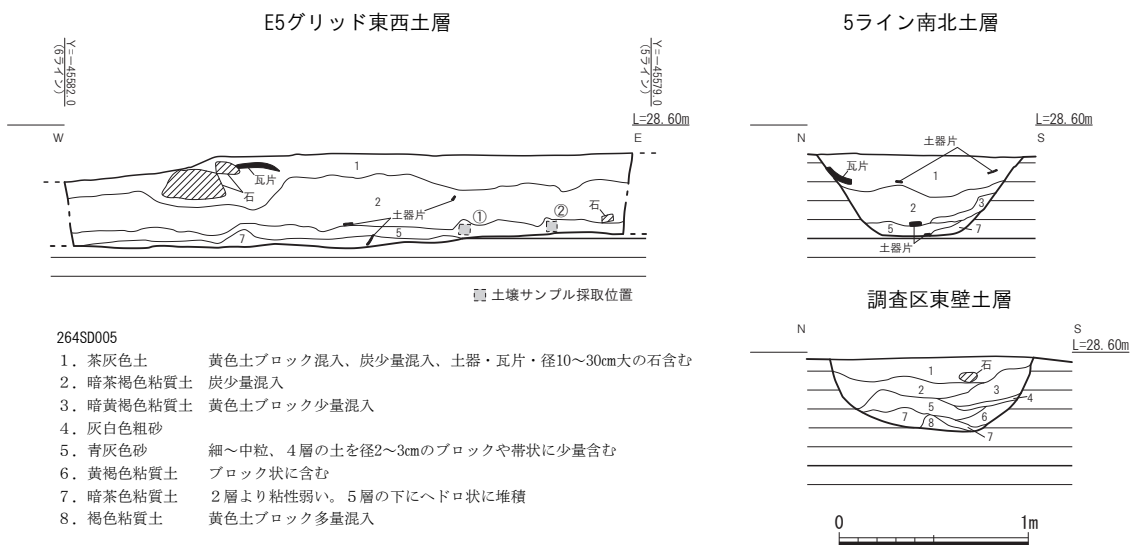 E5グリッド東西土層
Y=—45582.0
(6ライン)
Y=—45579.0
(5ライン)
L=28.60m
W
E
1
瓦片
石
2
土器片
①
②
石
5
7
土壌サンプル採取位置
5ライン南北土層
L=28.60m
N
S
土器片
瓦片
1
2
3
5
7
土器片
調査区東壁土層
N
S
L=28.60m
石
1
2
3
4
5
6
7
8
7
264SD005
1．茶灰色土　黄色土ブロック混入、炭少量混入、土器・瓦片・径10〜30㎝大の石含む
2．暗茶褐色粘質土　炭少量混入
3．暗黄褐色粘質土　黄色土ブロック少量混入
4．灰白色粗砂
5．青灰色砂　細〜中粒、４層の土を径2〜3㎝のブロックや帯状に少量含む
6．黄褐色粘質土　ブロック状に含む
7．暗茶色粘質土　２層より粘性弱い。５層の下にヘドロ状に堆積
8．褐色粘質土　黄色土ブロック多量混入
0
1m